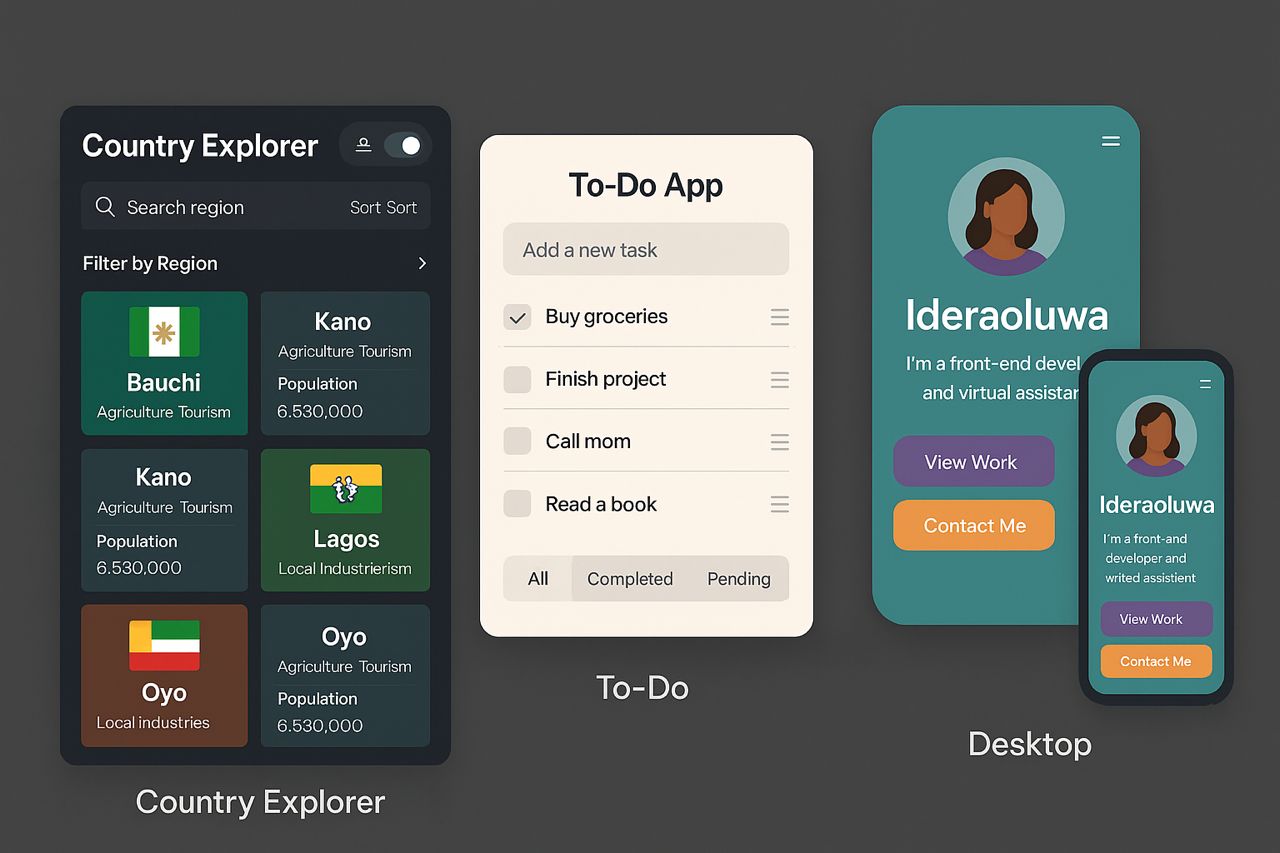 Country Explorer
Search region
Sort Sort
Filter by Region
Bauchi
Agriculture Tourism
Kano
Agriculture Tourism
Population
6.530,000
Kano
Agriculture Tourism
Population
6.530,000
Lagos
Local Industrierism
Oyo
Local industries
Oyo
Agriculture Tourism
Population
6.530,000
Country Explorer
To-Do App
Add a new task
Buy groceries
Finish project
Call mom
Read a book
All
Completed
Pending
To-Do
Ideraoluwa
I'm a front-end devel
and virtual assistar
View Work
Contact Me
Ideraoluwa
I'm a front-and
developer and
writed assistient
View Work
Contact Me
Desktop